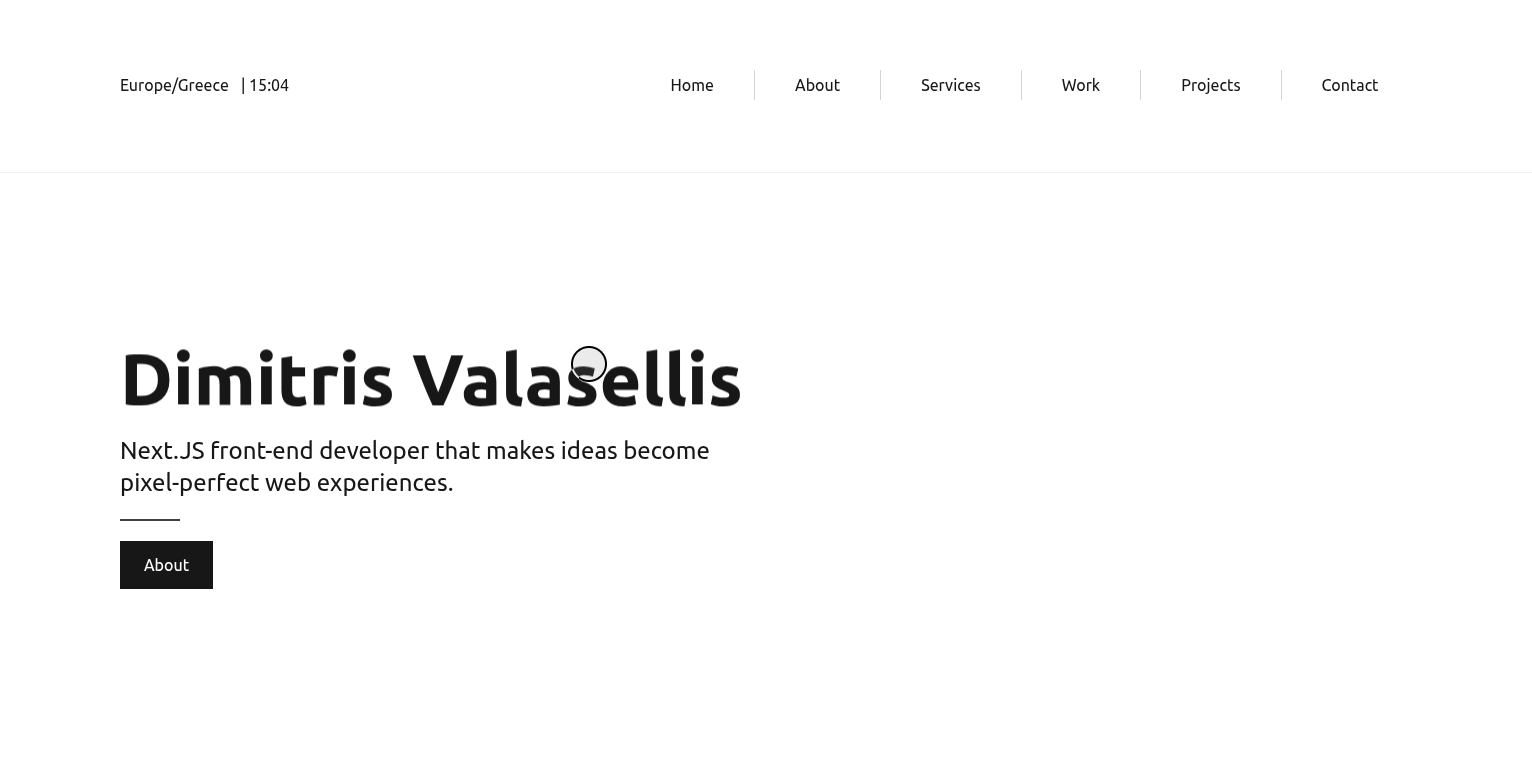 Europe/Greece | 15:04
Home About Services Work Projects Contact
Dimitris Valasellis
Next.JS front-end developer that makes ideas become
pixel-perfect web experiences.
About